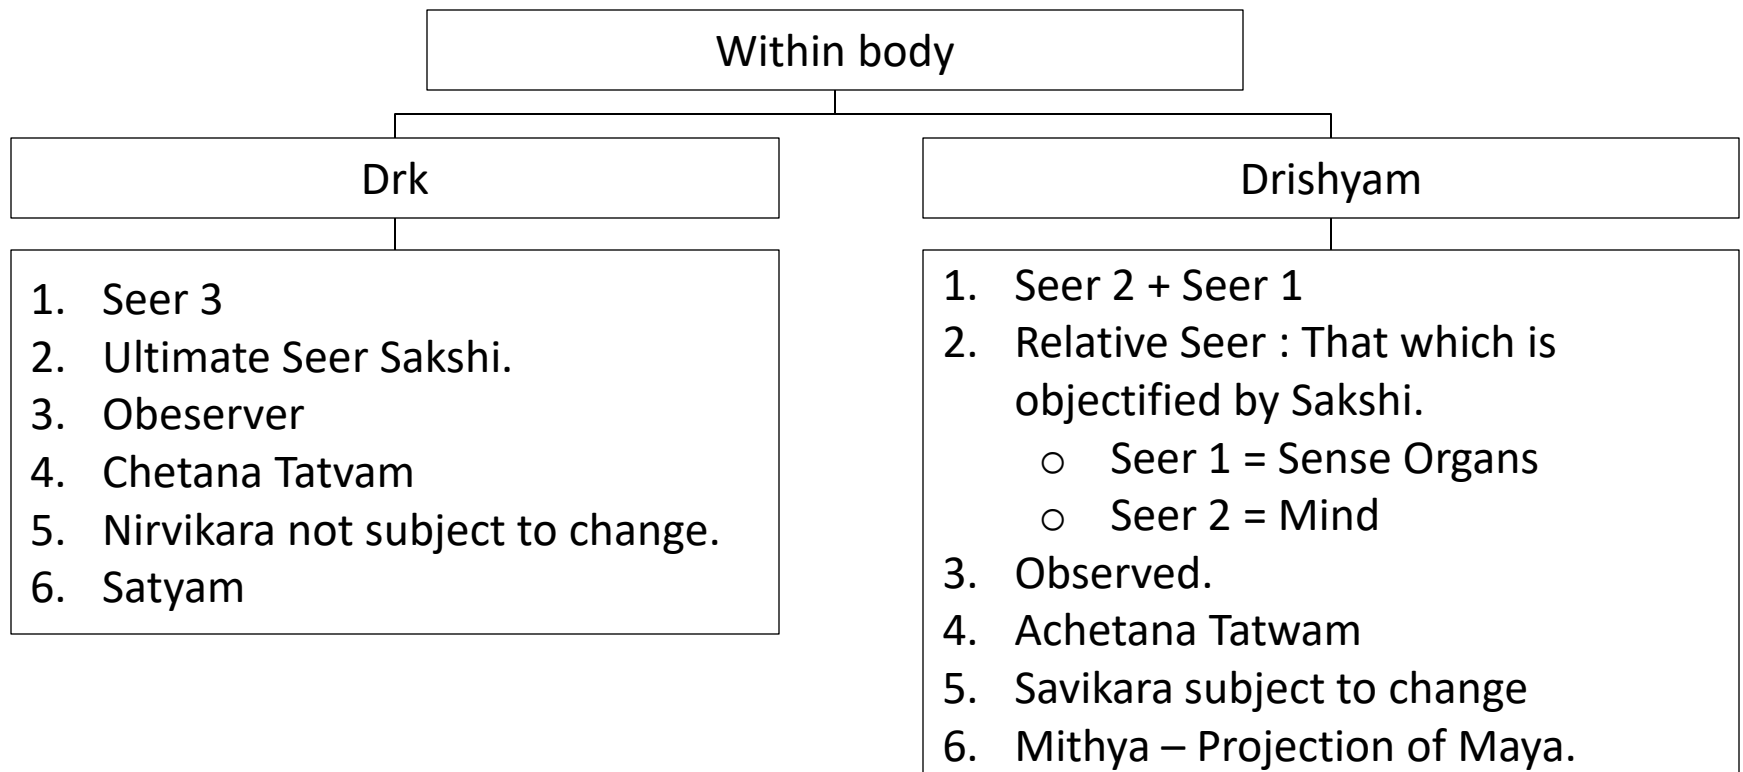 Within body
Drk
Drishyam
1. Seer 3
2. Ultimate Seer Sakshi.
3. Obeserver
4. Chetana Tatvam
5. Nirvikara not subject to change.
6. Satyam
1. Seer 2 + Seer 1
2. Relative Seer : That which is
objectified by Sakshi.
o Seer 1 = Sense Organs
o Seer 2 = Mind
3. Observed.
4. Achetana Tatwam
5. Savikara subject to change
6. Mithya – Projection of Maya.